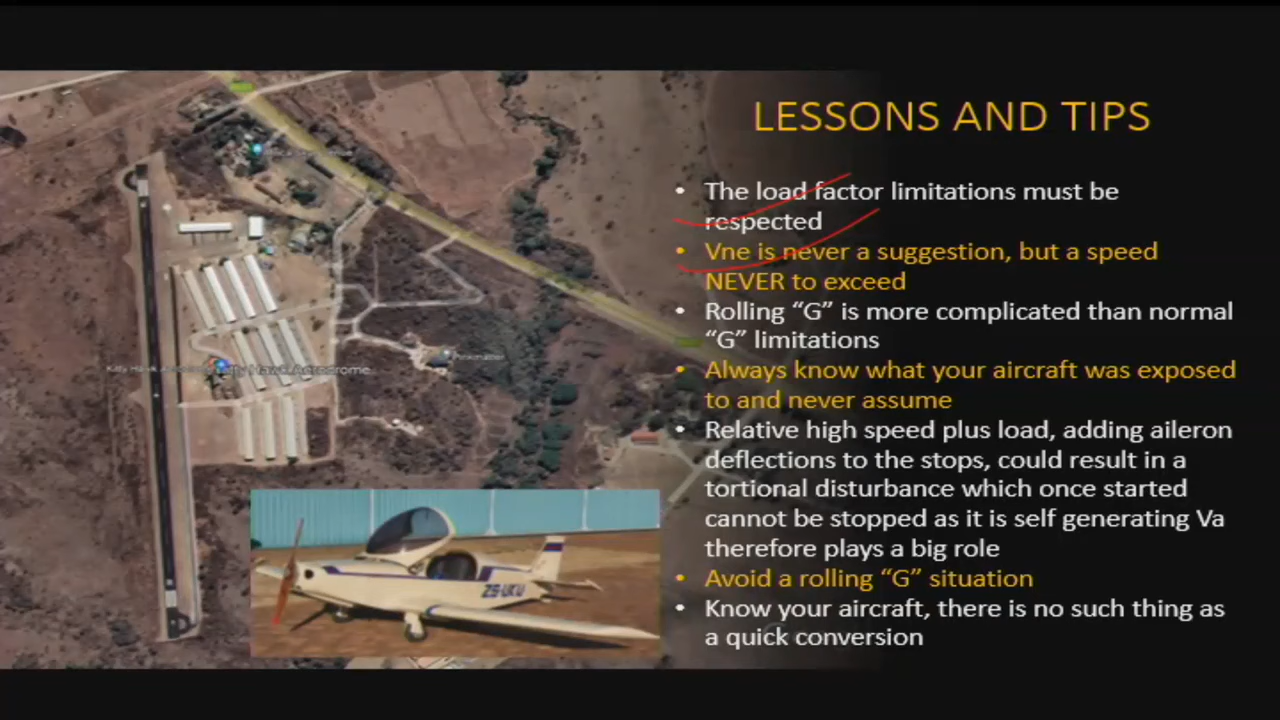 LESSONS AND TIPS
• The load factor limitations must be
respected
• Vne is never a suggestion, but a speed
NEVER to exceed
• Rolling “G” is more complicated than normal
“G” limitations
• Always know what your aircraft was exposed
to and never assume
• Relative high speed plus load, adding aileron
deflections to the stops, could result in a
tortional disturbance which once started
cannot be stopped as it is self generating Va
therefore plays a big role
• Avoid a rolling “G” situation
• Know your aircraft, there is no such thing as
a quick conversion
Kitty Hawk Aerodrome